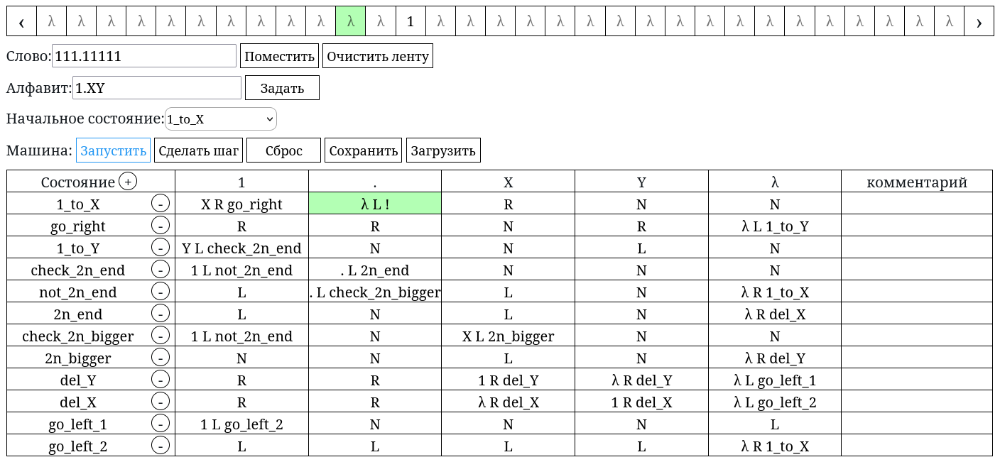 ‹ λ λ λ λ λ λ λ λ λ λ λ λ 1 λ λ λ λ λ λ λ λ λ λ λ λ λ λ λ λ λ λ ›
Слово: 111.11111 Поместить Очистить ленту
Алфавит: 1.XY Задать
Начальное состояние: 1_to_X
Машина: Запустить Сделать шаг Сброс Сохранить Загрузить
Состояние + 1 . X Y λ комментарий
1_to_X - X R go_right λ L ! R N N
go_right - R R N R λ L 1_to_Y
1_to_Y - Y L check_2n_end N N L N
check_2n_end - 1 L not_2n_end . L 2n_end N N N
not_2n_end - L . L check_2n_bigger L N λ R 1_to_X
2n_end - L N L N λ R del_X
check_2n_bigger - 1 L not_2n_end N X L 2n_bigger N N
2n_bigger - N N L N λ R del_Y
del_Y - R R 1 R del_Y λ R del_Y λ L go_left_1
del_X - R R λ R del_X 1 R del_X λ L go_left_2
go_left_1 - 1 L go_left_2 N N N L
go_left_2 - L L L L λ R 1_to_X